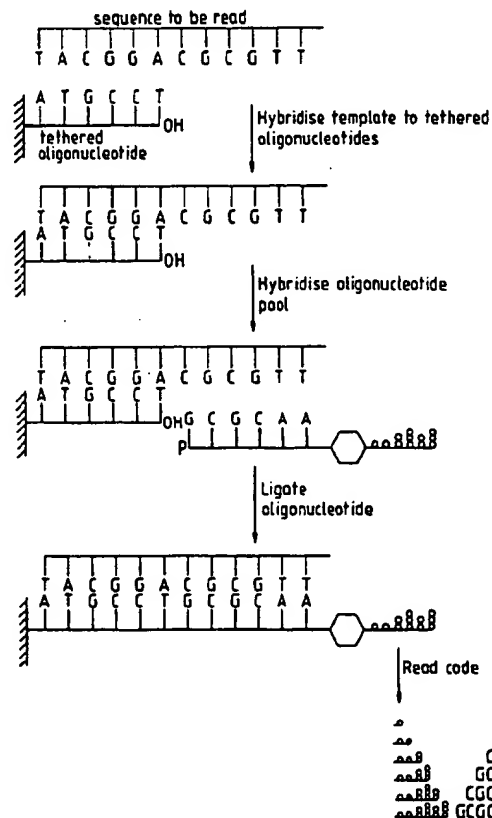 sequence to be read
T A C G G A C G C G T T
A T G C C T
OH
tethered
oligonucleotide
Hybridise template to tethered
oligonucleotides
T A C G G A C G C G T T
A T G C C T
OH
Hybridise oligonucleotide
pool
T A C G G A C G C G T T
A T G C C T
OH G C G C A A
P
Ligate
oligonucleotide
T A C G G A C G C G T T
A T G C C T G C G C A A
Read code
C
GC
CGC
GCGC